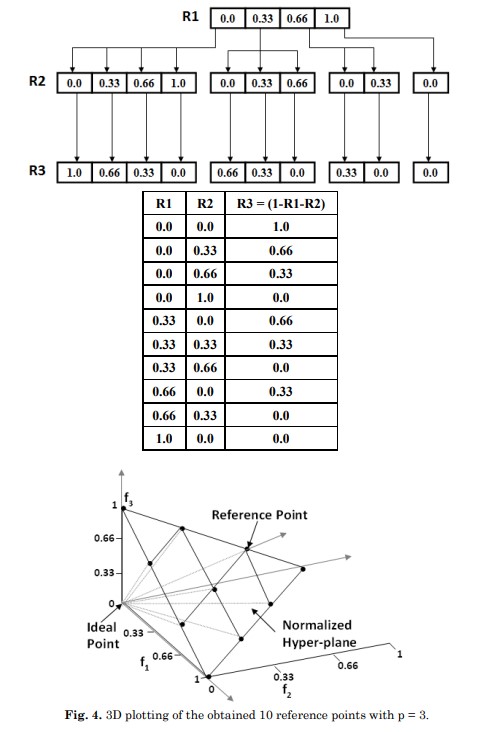 R1 0.0 0.33 0.66 1.0
R2 0.0 0.33 0.66 1.0 0.0 0.33 0.66 0.0 0.33 0.0
R3 1.0 0.66 0.33 0.0 0.66 0.33 0.0 0.33 0.0 0.0
R1 R2 R3 = (1-R1-R2)
0.0 0.0 1.0
0.0 0.33 0.66
0.0 0.66 0.33
0.0 1.0 0.0
0.33 0.0 0.66
0.33 0.33 0.33
0.33 0.66 0.0
0.66 0.0 0.33
0.66 0.33 0.0
1.0 0.0 0.0
1 f3
Reference Point
0.66
0.33
0
Ideal
Point
0.33
Normalized
Hyper-plane
f1
0.66
1
0.66
0.33
1
0
f2
Fig. 4. 3D plotting of the obtained 10 reference points with p = 3.